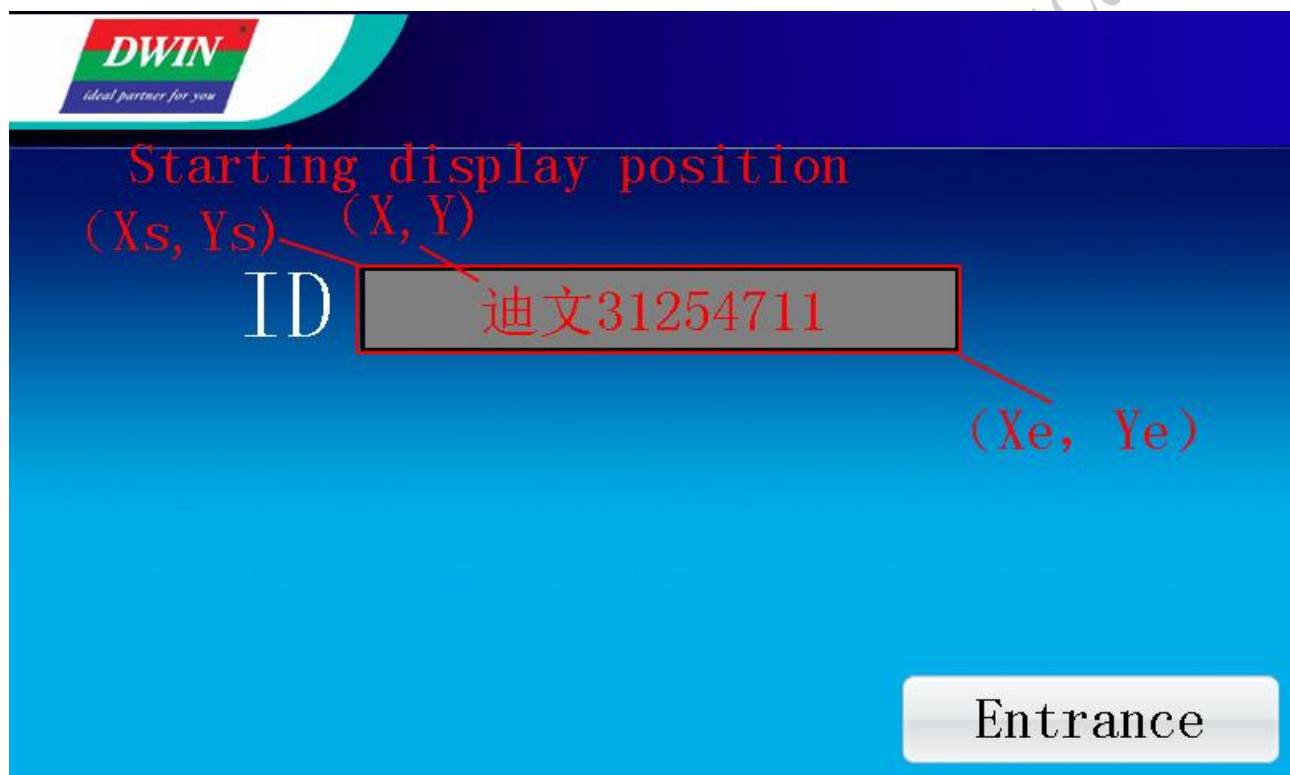 DWIN
ideal partner for you
Starting display position
(Xs, Ys)
(X, Y)
ID
迪文31254711
(Xe, Ye)
Entrance